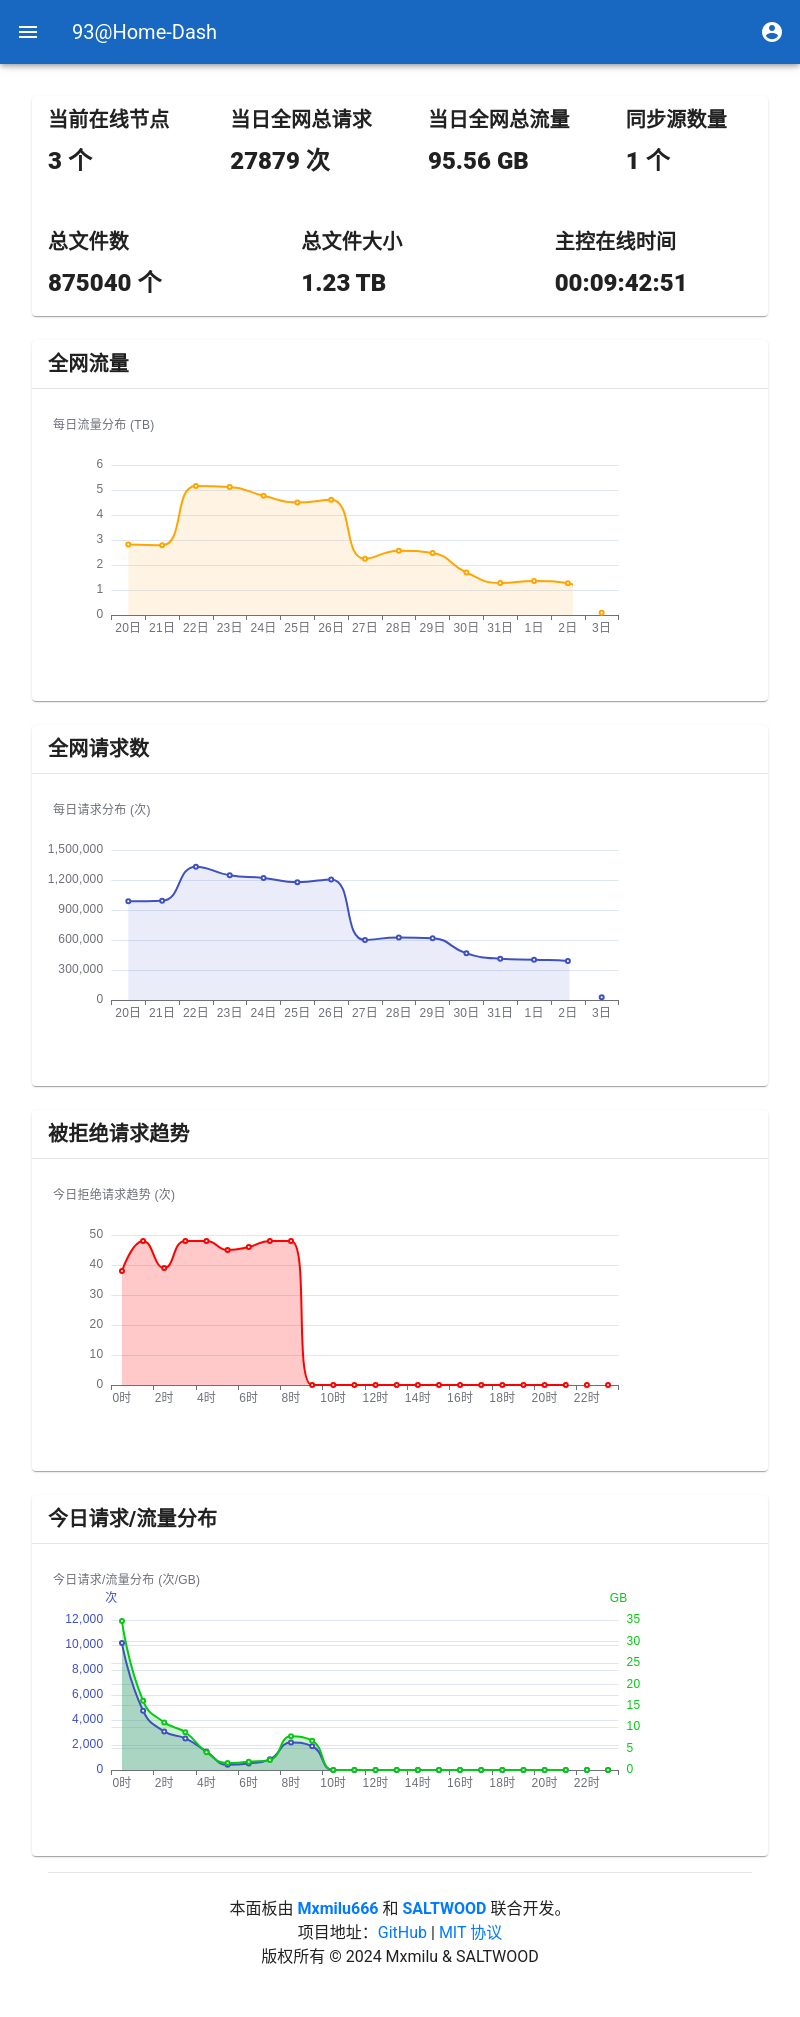 93@Home-Dash
当前在线节点 当日全网总请求 当日全网总流量 同步源数量
3 个 27879 次 95.56 GB 1 个
总文件数 总文件大小 主控在线时间
875040 个 1.23 TB 00:09:42:51
全网流量
每日流量分布 (TB)
6
5
4
3
2
1
0
20日 21日 22日 23日 24日 25日 26日 27日 28日 29日 30日 31日 1日 2日 3日
全网请求数
每日请求分布 (次)
1,500,000
1,200,000
900,000
600,000
300,000
0
20日 21日 22日 23日 24日 25日 26日 27日 28日 29日 30日 31日 1日 2日 3日
被拒绝请求趋势
今日拒绝请求趋势 (次)
50
40
30
20
10
0
0时 2时 4时 6时 8时 10时 12时 14时 16时 18时 20时 22时
今日请求/流量分布
今日请求/流量分布 (次/GB)
次 GB
12,000 35
10,000 30
8,000 25
6,000 20
4,000 15
2,000 10
0 5
0
0时 2时 4时 6时 8时 10时 12时 14时 16时 18时 20时 22时
本面板由 Mxmilu666 和 SALTWOOD 联合开发。
项目地址：GitHub | MIT 协议
版权所有 © 2024 Mxmilu & SALTWOOD